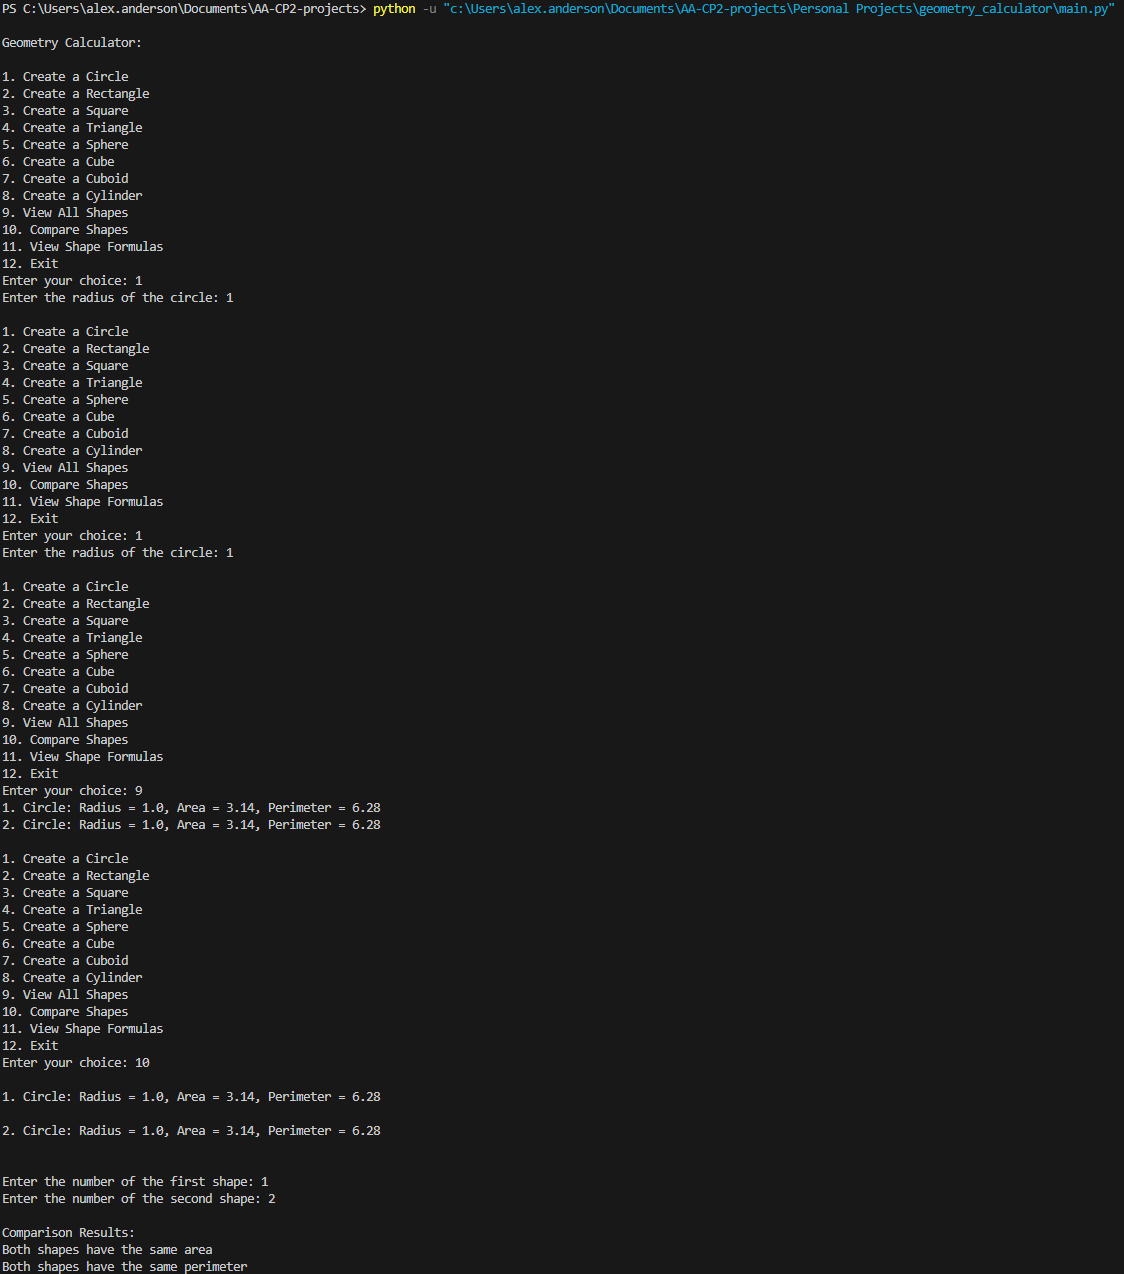 PS C:\Users\alex.anderson\Documents\AA-CP2-projects> python -u "c:\Users\alex.anderson\Documents\AA-CP2-projects\Personal Projects\geometry_calculator\main.py"
Geometry Calculator:
1. Create a Circle
2. Create a Rectangle
3. Create a Square
4. Create a Triangle
5. Create a Sphere
6. Create a Cube
7. Create a Cuboid
8. Create a Cylinder
9. View All Shapes
10. Compare Shapes
11. View Shape Formulas
12. Exit
Enter your choice: 1
Enter the radius of the circle: 1
1. Create a Circle
2. Create a Rectangle
3. Create a Square
4. Create a Triangle
5. Create a Sphere
6. Create a Cube
7. Create a Cuboid
8. Create a Cylinder
9. View All Shapes
10. Compare Shapes
11. View Shape Formulas
12. Exit
Enter your choice: 1
Enter the radius of the circle: 1
1. Create a Circle
2. Create a Rectangle
3. Create a Square
4. Create a Triangle
5. Create a Sphere
6. Create a Cube
7. Create a Cuboid
8. Create a Cylinder
9. View All Shapes
10. Compare Shapes
11. View Shape Formulas
12. Exit
Enter your choice: 9
1. Circle: Radius = 1.0, Area = 3.14, Perimeter = 6.28
2. Circle: Radius = 1.0, Area = 3.14, Perimeter = 6.28
1. Create a Circle
2. Create a Rectangle
3. Create a Square
4. Create a Triangle
5. Create a Sphere
6. Create a Cube
7. Create a Cuboid
8. Create a Cylinder
9. View All Shapes
10. Compare Shapes
11. View Shape Formulas
12. Exit
Enter your choice: 10
1. Circle: Radius = 1.0, Area = 3.14, Perimeter = 6.28
2. Circle: Radius = 1.0, Area = 3.14, Perimeter = 6.28
Enter the number of the first shape: 1
Enter the number of the second shape: 2
Comparison Results:
Both shapes have the same area
Both shapes have the same perimeter